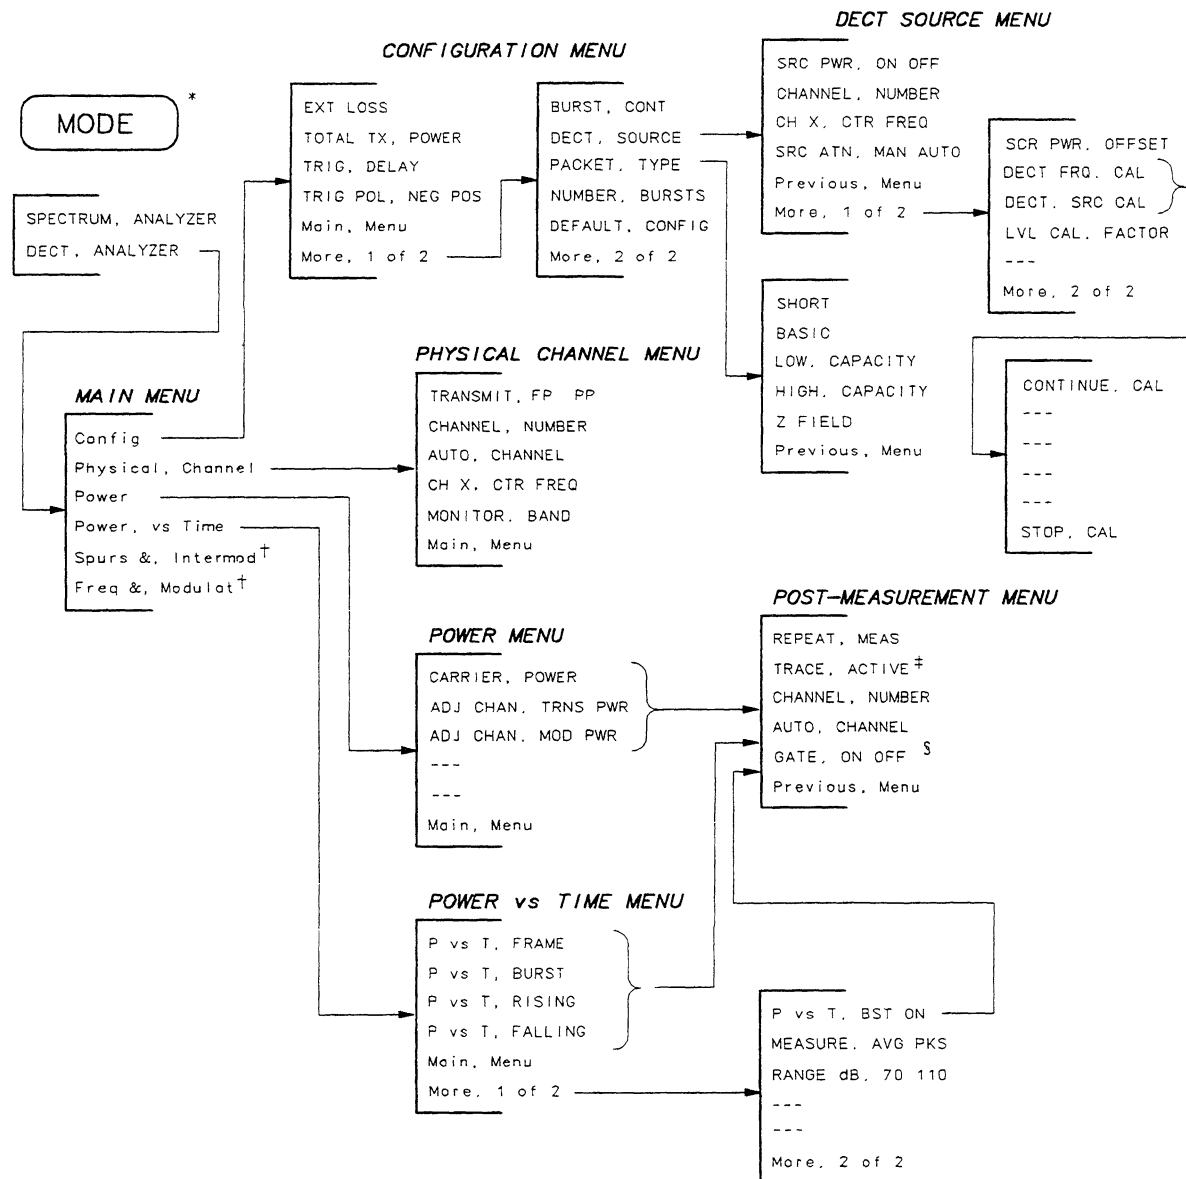 DECT SOURCE MENU
SRC PWR, ON OFF
CHANNEL, NUMBER
CH X, CTR FREQ
SRC ATN, MAN AUTO
Previous, Menu
More, 1 of 2
CONFIGURATION MENU
EXT LOSS
TOTAL TX, POWER
TRIG, DELAY
TRIG POL, NEG POS
Main, Menu
More, 1 of 2
BURST, CONT
DECT, SOURCE
PACKET, TYPE
NUMBER, BURSTS
DEFAULT, CONFIG
More, 2 of 2
SCR PWR, OFFSET
DECT FRQ. CAL
DECT. SRC CAL
LVL CAL, FACTOR
---
More, 2 of 2
MODE *
SPECTRUM, ANALYZER
DECT, ANALYZER
SHORT
BASIC
LOW, CAPACITY
HIGH, CAPACITY
Z FIELD
Previous, Menu
CONTINUE, CAL
---
---
---
---
STOP, CAL
MAIN MENU
Config
Physical, Channel
Power
Power, vs Time
Spurs &, Intermod†
Freq &, Modulat†
PHYSICAL CHANNEL MENU
TRANSMIT, FP PP
CHANNEL, NUMBER
AUTO, CHANNEL
CH X, CTR FREQ
MONITOR. BAND
Main, Menu
POWER MENU
CARRIER, POWER
ADJ CHAN, TRNS PWR
ADJ CHAN. MOD PWR
---
---
Main, Menu
POST-MEASUREMENT MENU
REPEAT, MEAS
TRACE, ACTIVE‡
CHANNEL, NUMBER
AUTO, CHANNEL
GATE, ON OFF §
Previous, Menu
POWER vs TIME MENU
P vs T, FRAME
P vs T, BURST
P vs T, RISING
P vs T, FALLING
Main, Menu
More, 1 of 2
P vs T, BST ON
MEASURE, AVG PKS
RANGE dB, 70 110
---
---
More, 2 of 2